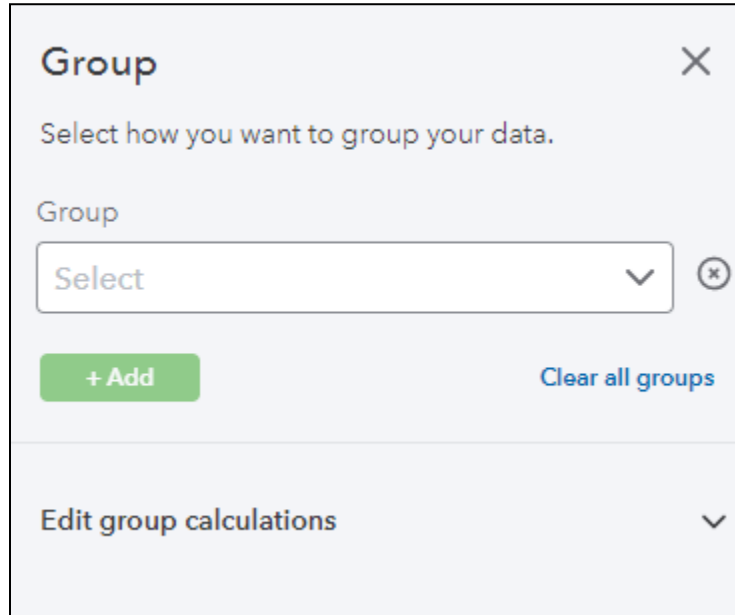 Group
Select how you want to group your data.
Group
Select
+ Add
Clear all groups
Edit group calculations